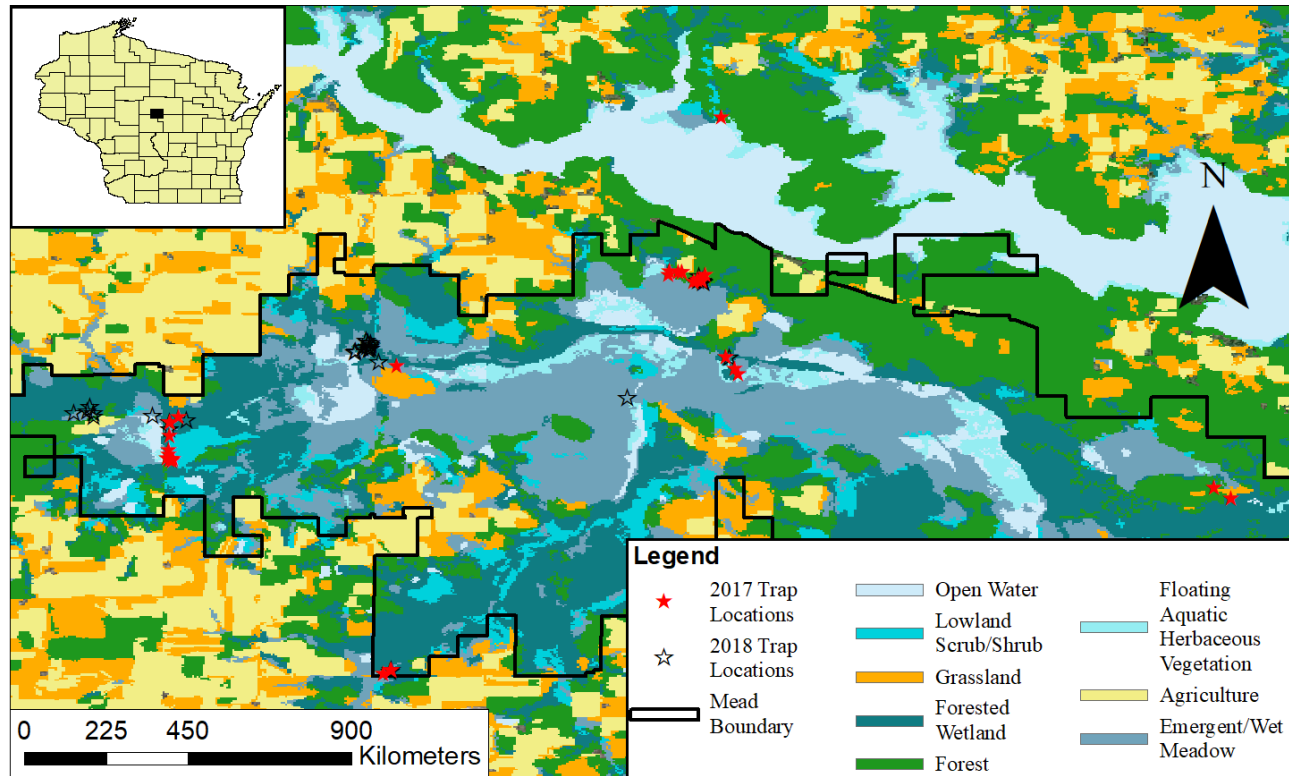 N
Legend
2017 Trap
Locations
2018 Trap
Locations
Mead
Boundary
Open Water
Lowland
Scrub/Shrub
Grassland
Forested
Wetland
Forest
Floating
Aquatic
Herbaceous
Vegetation
Agriculture
Emergent/Wet
Meadow
0 225 450 900
Kilometers